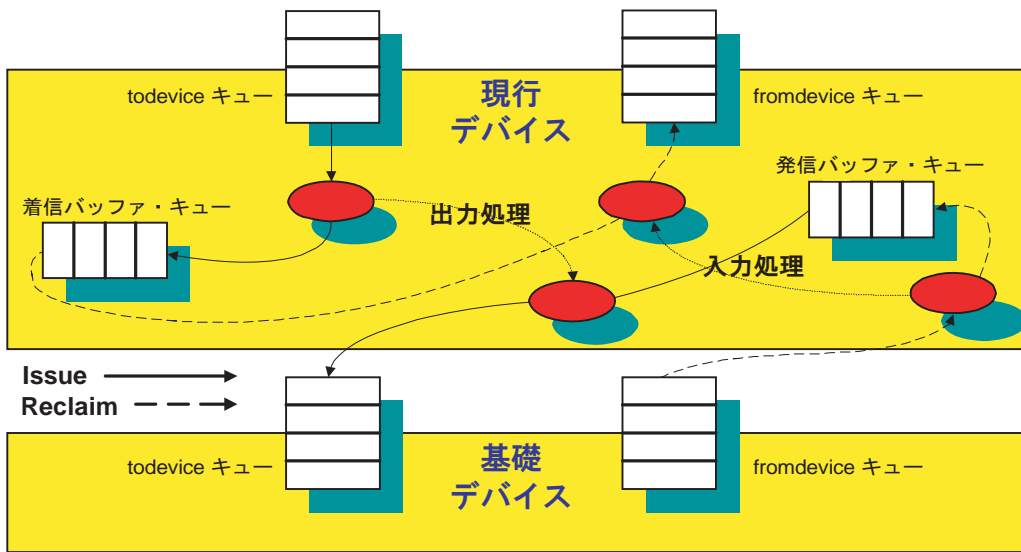 todevice キュー
現行
デバイス
fromdevice キュー
着信バッファ・キュー
発信バッファ・キュー
出力処理
入力処理
Issue
Reclaim
todevice キュー
基礎
デバイス
fromdevice キュー